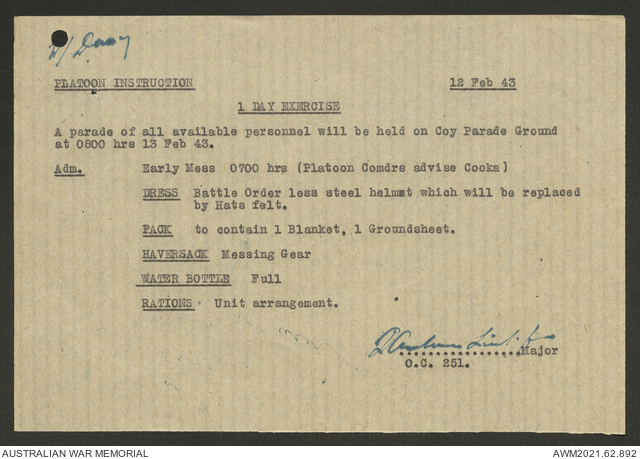 W/ Diary
PLATOON INSTRUCTION 12 Feb 43
1 DAY EXERCISE
A parade of all available personnel will be held on Coy Parade Ground
at 0800 hrs 13 Feb 43.
Adm. Early Mess 0700 hrs (Platoon Comdrs advise Cooks)
DRESS Battle Order less steel helmet which will be replaced
by Hats felt.
PACK to contain 1 Blanket, 1 Groundsheet.
HAVERSACK Messing Gear
WATER BOTTLE Full
RATIONS Unit arrangement.
Lieut for
....................Major
O.C. 251.
AUSTRALIAN WAR MEMORIAL AWM2021.62.892